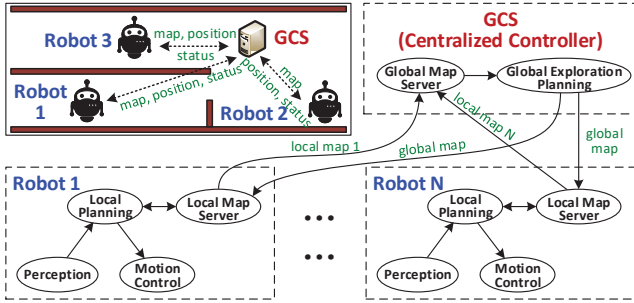 Robot 3
map, position
status
GCS
Robot
1
map, position, status
map
position, status
Robot 2
GCS
(Centralized Controller)
Global Map
Server
Global Exploration
Planning
local map 1
global map
local map N
global
map
Robot 1
Local
Planning
Local Map
Server
Perception
Motion
Control
...
...
Robot N
Local
Planning
Local Map
Server
Perception
Motion
Control